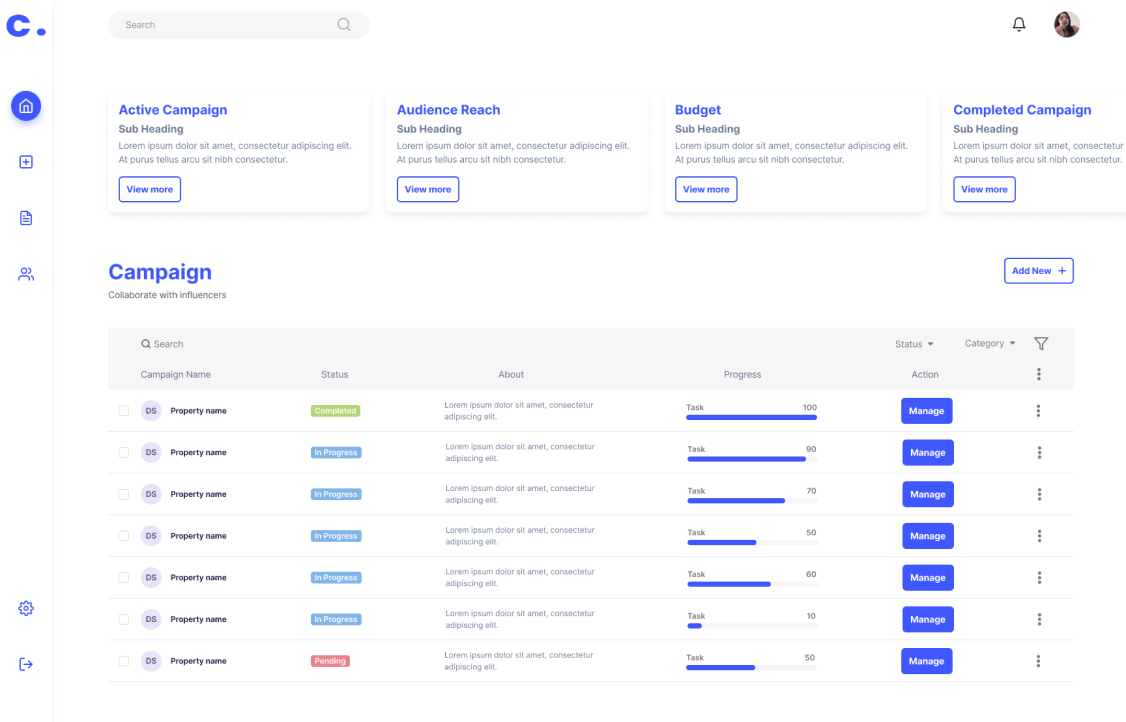 C.
Search
Active Campaign
Sub Heading
Lorem ipsum dolor sit amet, consectetur adipiscing elit.
At purus tellus arcu sit nibh consectetur.
View more
Audience Reach
Sub Heading
Lorem ipsum dolor sit amet, consectetur adipiscing elit.
At purus tellus arcu sit nibh consectetur.
View more
Budget
Sub Heading
Lorem ipsum dolor sit amet, consectetur adipiscing elit.
At purus tellus arcu sit nibh consectetur.
View more
Completed Campaign
Sub Heading
Lorem ipsum dolor sit amet, consectetur
At purus tellus arcu sit nibh consectetur.
View more
Campaign
Collaborate with influencers
Add New +
Search
Status
Category
Campaign Name Status About Progress Action
DS Property name Completed Lorem ipsum dolor sit amet, consectetur
adipiscing elit.
Task 100
Manage
DS Property name In Progress Lorem ipsum dolor sit amet, consectetur
adipiscing elit.
Task 90
Manage
DS Property name In Progress Lorem ipsum dolor sit amet, consectetur
adipiscing elit.
Task 70
Manage
DS Property name In Progress Lorem ipsum dolor sit amet, consectetur
adipiscing elit.
Task 50
Manage
DS Property name In Progress Lorem ipsum dolor sit amet, consectetur
adipiscing elit.
Task 60
Manage
DS Property name In Progress Lorem ipsum dolor sit amet, consectetur
adipiscing elit.
Task 10
Manage
DS Property name Pending Lorem ipsum dolor sit amet, consectetur
adipiscing elit.
Task 50
Manage